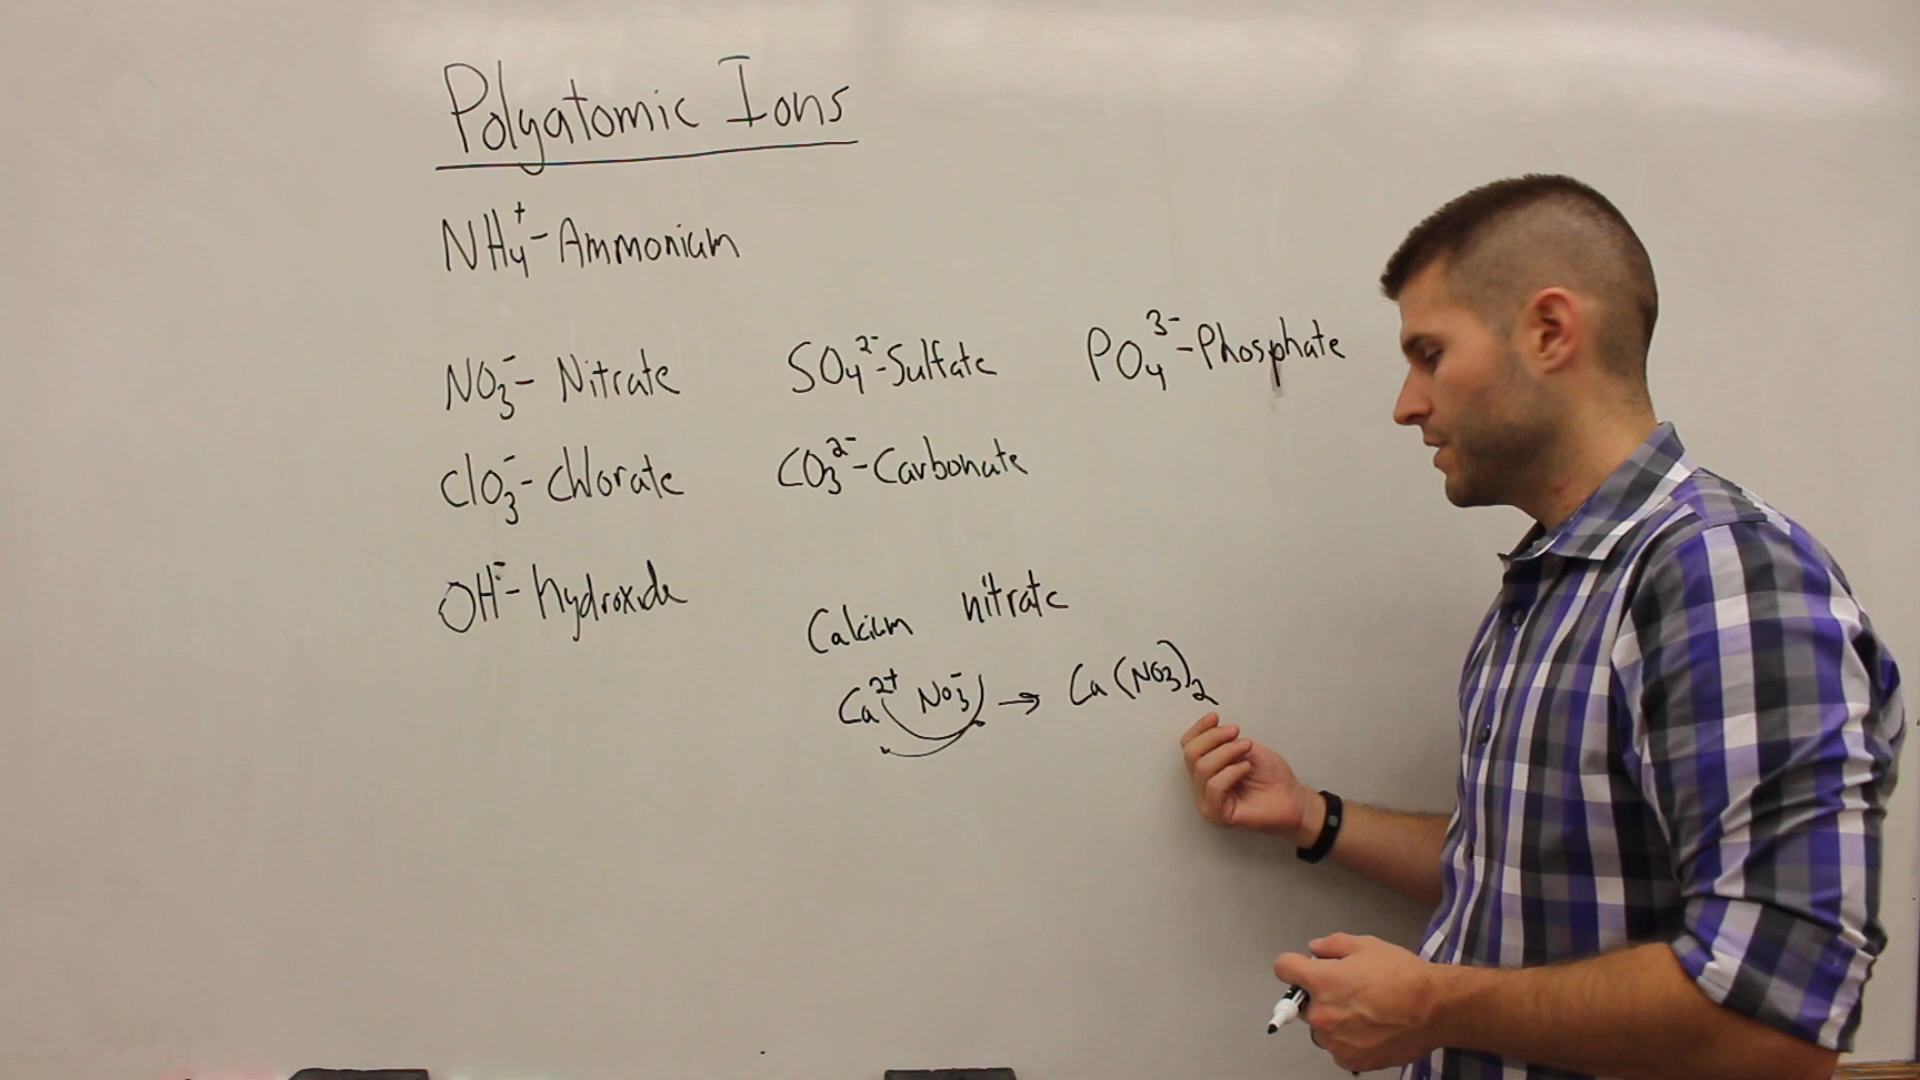 Polyatomic Ions
NH₄⁺ - Ammonium
NO₃⁻ - Nitrate SO₄²⁻ - Sulfate PO₄³⁻ - Phosphate
ClO₃⁻ - Chlorate CO₃²⁻ - Carbonate
OH⁻ - hydroxide
Calcium nitrate
Ca²⁺ NO₃⁻ → Ca(NO₃)₂